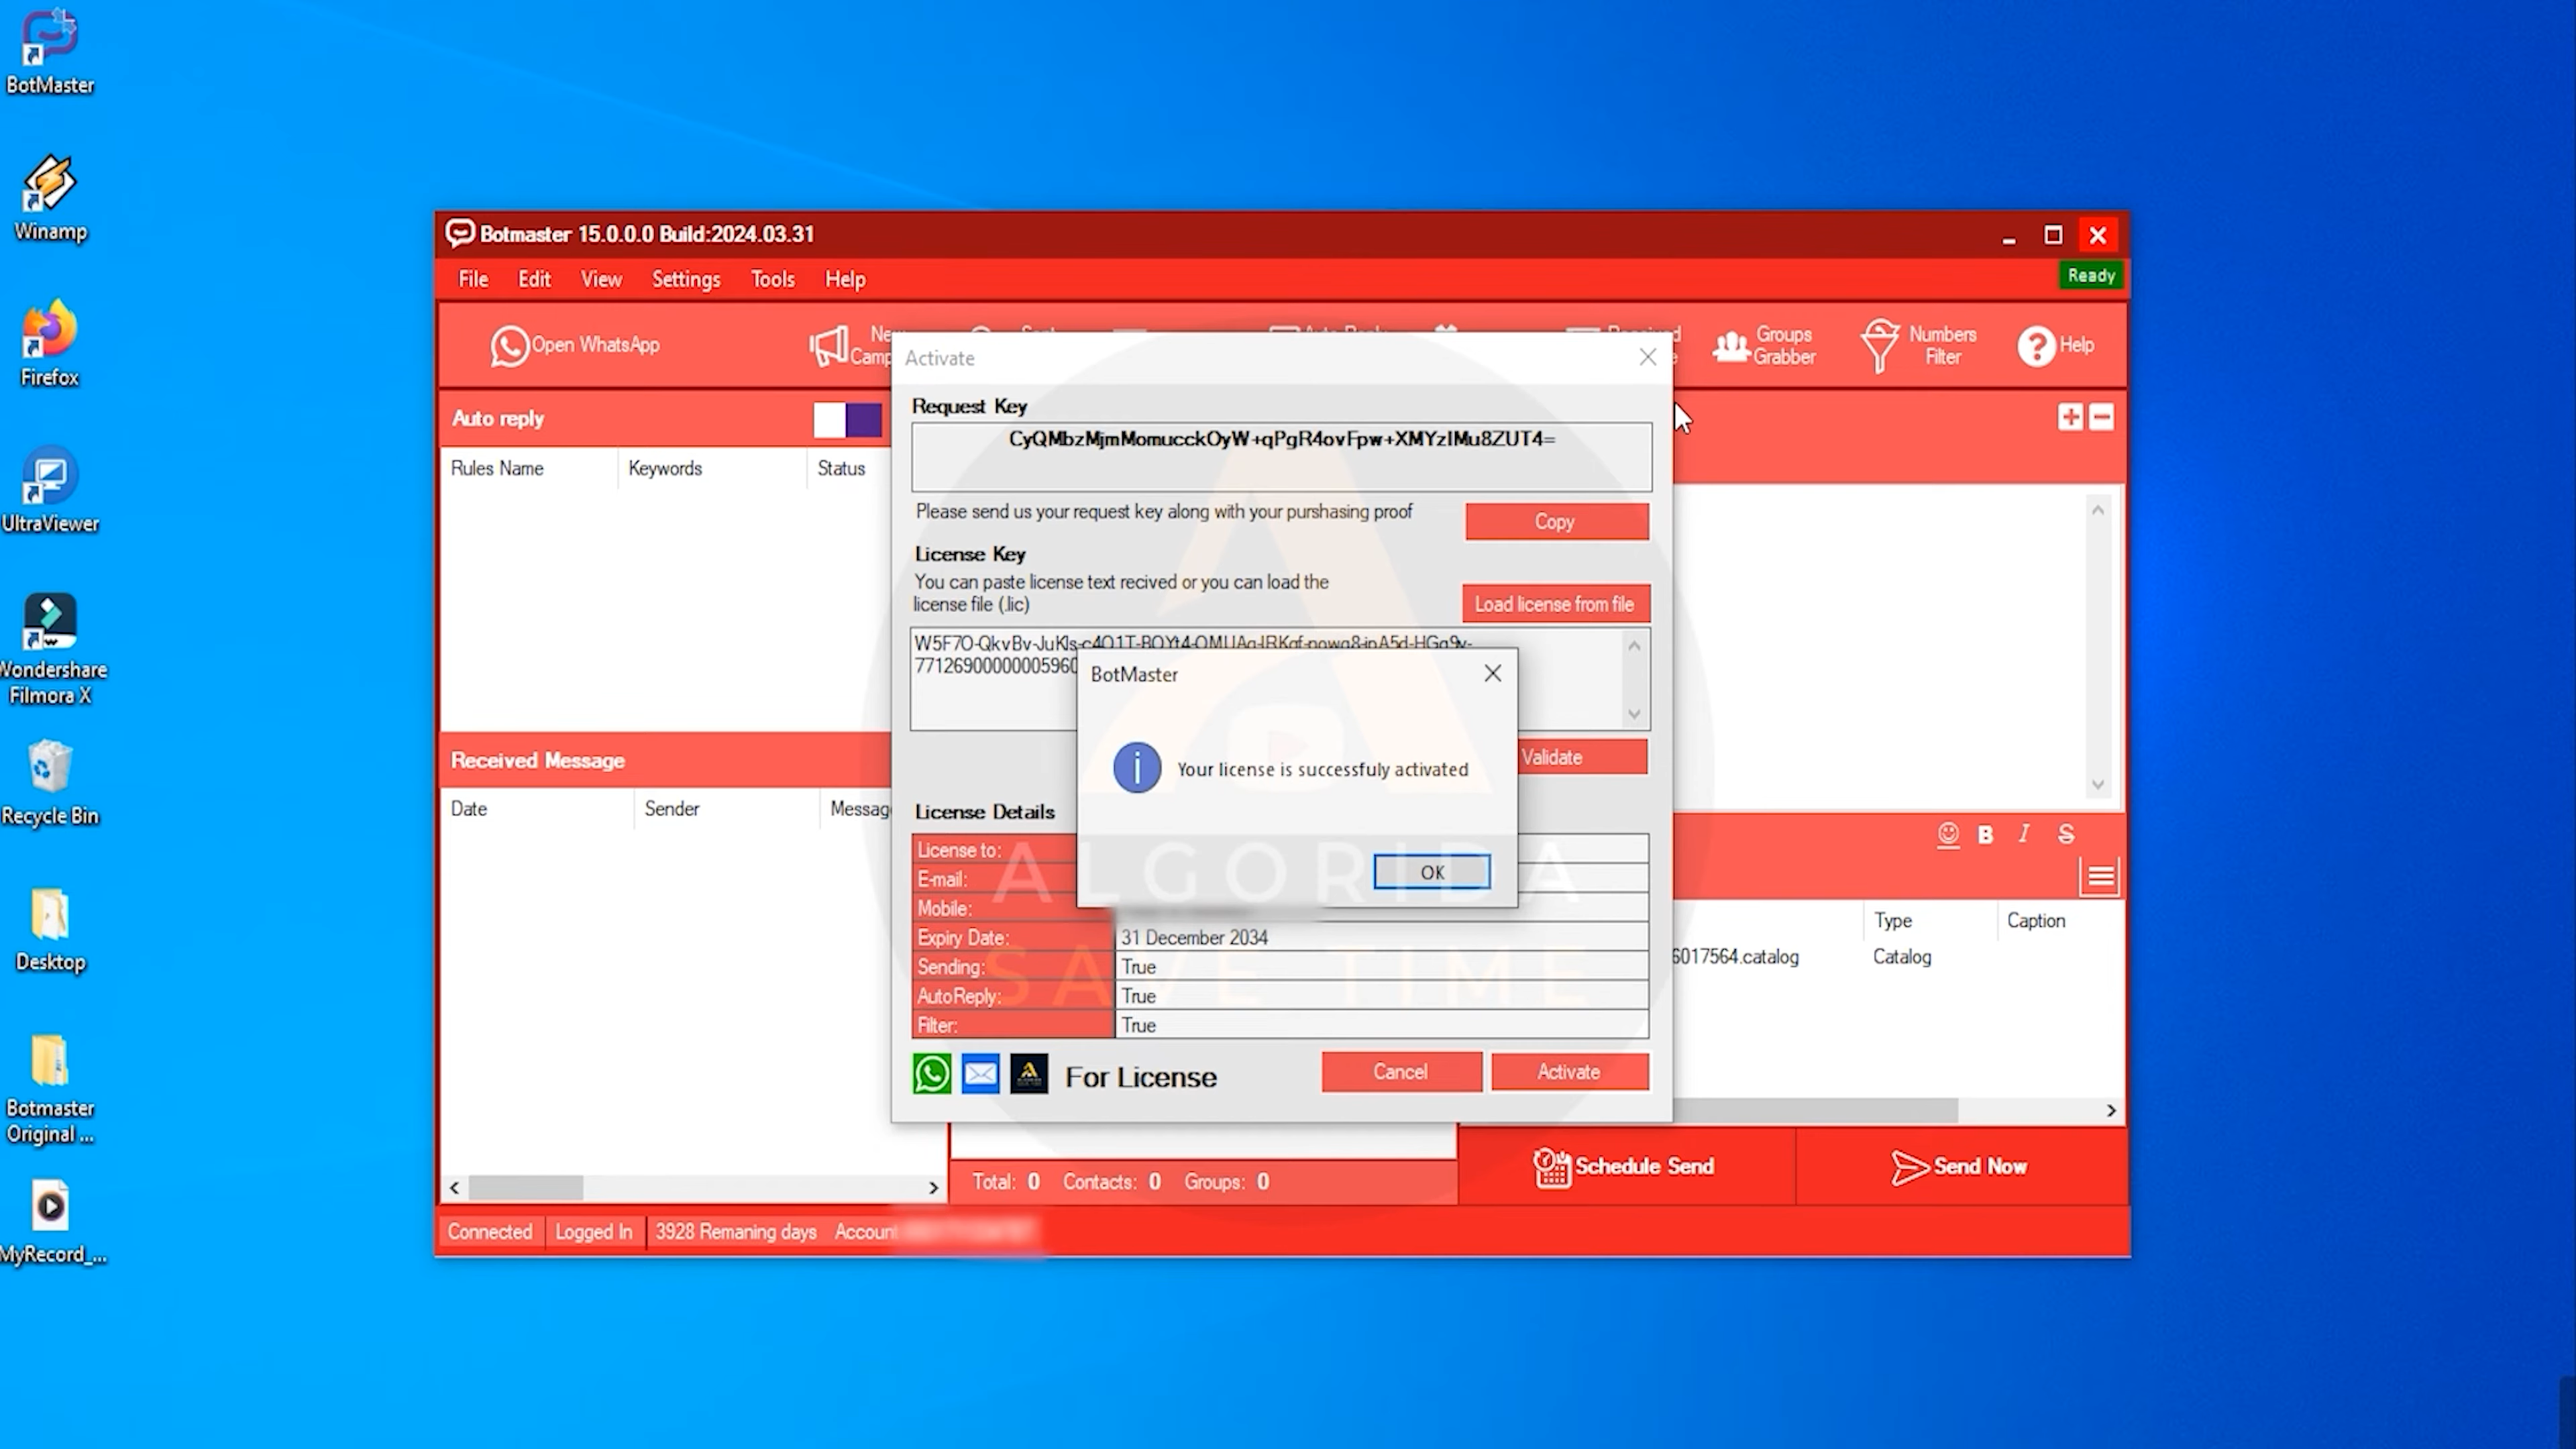 BotMaster
Winamp
Firefox
UltraViewer
Wondershare
Filmora X
Recycle Bin
Desktop
Botmaster
Original ...
MyRecord_...
Botmaster 15.0.0.0 Build:2024.03.31
File Edit View Settings Tools Help
Ready
Open WhatsApp
Groups
Grabber
Numbers
Filter
Help
Auto reply
Rules Name Keywords Status
Received Message
Date Sender
Activate
Request Key
Please send us your request key along with your purshasing proof
Copy
License Key
You can paste license text recived or you can load the
license file (.lic)
Load license from file
77126900000005960
Validate
BotMaster
Your license is successfuly activated
OK
License Details
License to:
E-mail:
Mobile:
Expiry Date: 31 December 2034
Sending: True
AutoReply: True
Filter: True
ALGORIDA
SAVE TIME
For License
Cancel
Activate
Type Caption
6017564.catalog Catalog
Total: 0 Contacts: 0 Groups: 0
Schedule Send
Send Now
Connected Logged In 3928 Remaning days